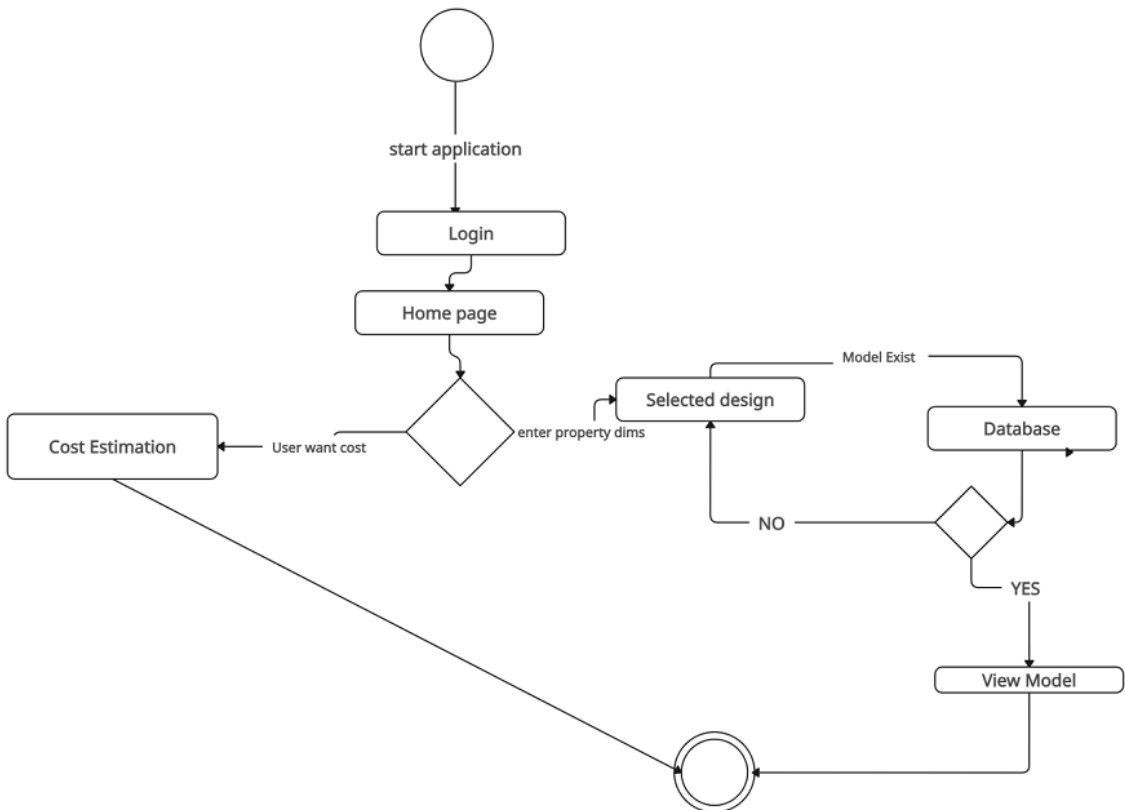 start application
Login
Home page
Model Exist
Selected design
Database
enter property dims
User want cost
Cost Estimation
NO
YES
View Model